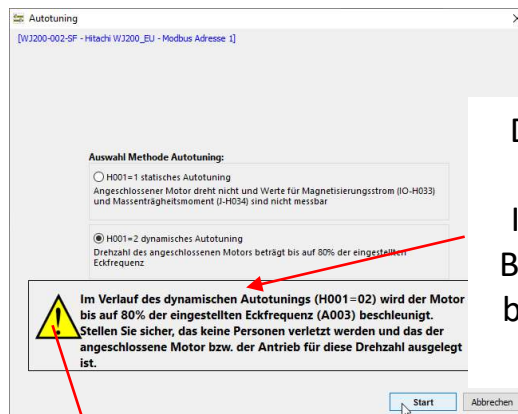 Autotuning
[WJ200-002-SF - Hitachi WJ200_EU - Modbus Adresse 1]
Auswahl Methode Autotuning:
H001=1 statisches Autotuning
Angeschlossener Motor dreht nicht und Werte für Magnetisierungsstrom (IO-H033)
und Massenträgheitsmoment (J-H034) sind nicht messbar
H001=2 dynamisches Autotuning
Drehzahl des angeschlossenen Motors beträgt bis auf 80% der eingestellten
Eckfrequenz
Im Verlauf des dynamischen Autotunings (H001=02) wird der Motor
bis auf 80% der eingestellten Eckfrequenz (A003) beschleunigt.
Stellen Sie sicher, das keine Personen verletzt werden und das der
angeschlossene Motor bzw. der Antrieb für diese Drehzahl ausgelegt
ist.
Start
Abbrechen